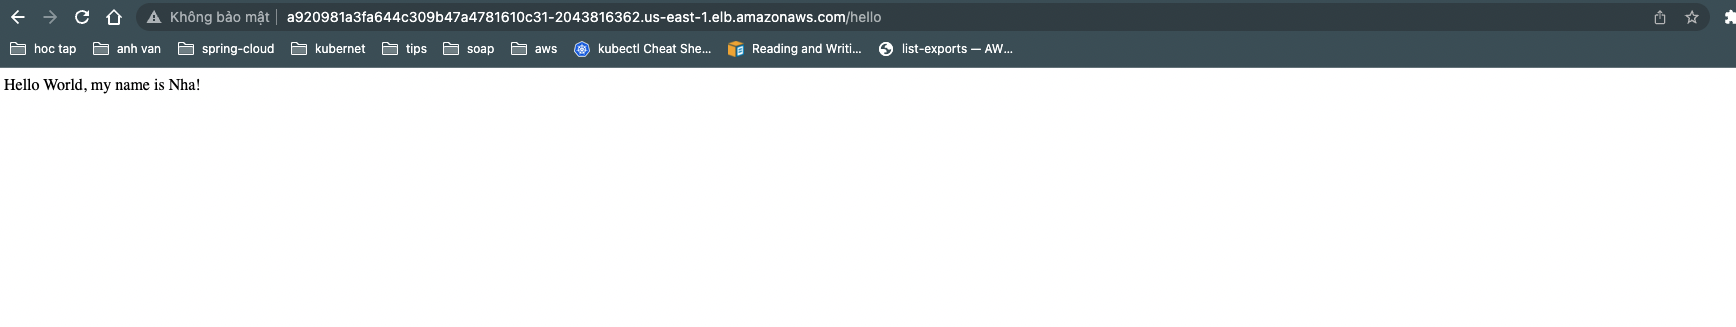 Không bảo mật a920981a3fa644c309b47a4781610c31-2043816362.us-east-1.elb.amazonaws.com/hello
hoc tap anh van spring-cloud kubernet tips soap aws kubectl Cheat She... Reading and Writi... list-exports — AW...
Hello World, my name is Nha!